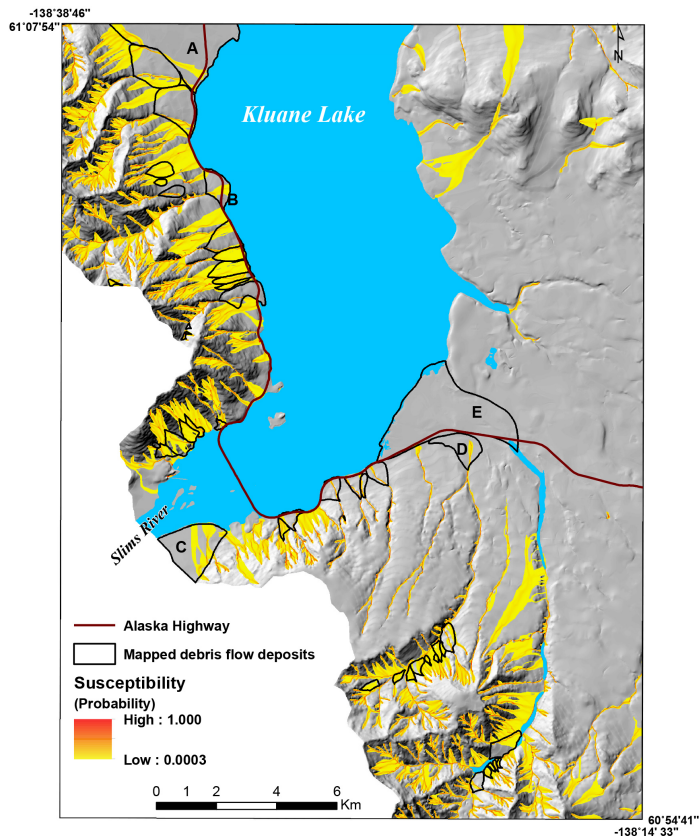 -138°38'46"
61°07'54"
A
N
Kluane Lake
B
E
D
Slims River
C
Alaska Highway
Mapped debris flow deposits
Susceptibility
(Probability)
High : 1.000
Low : 0.0003
0 1 2 4 6
Km
60°54'41"
-138°14' 33"